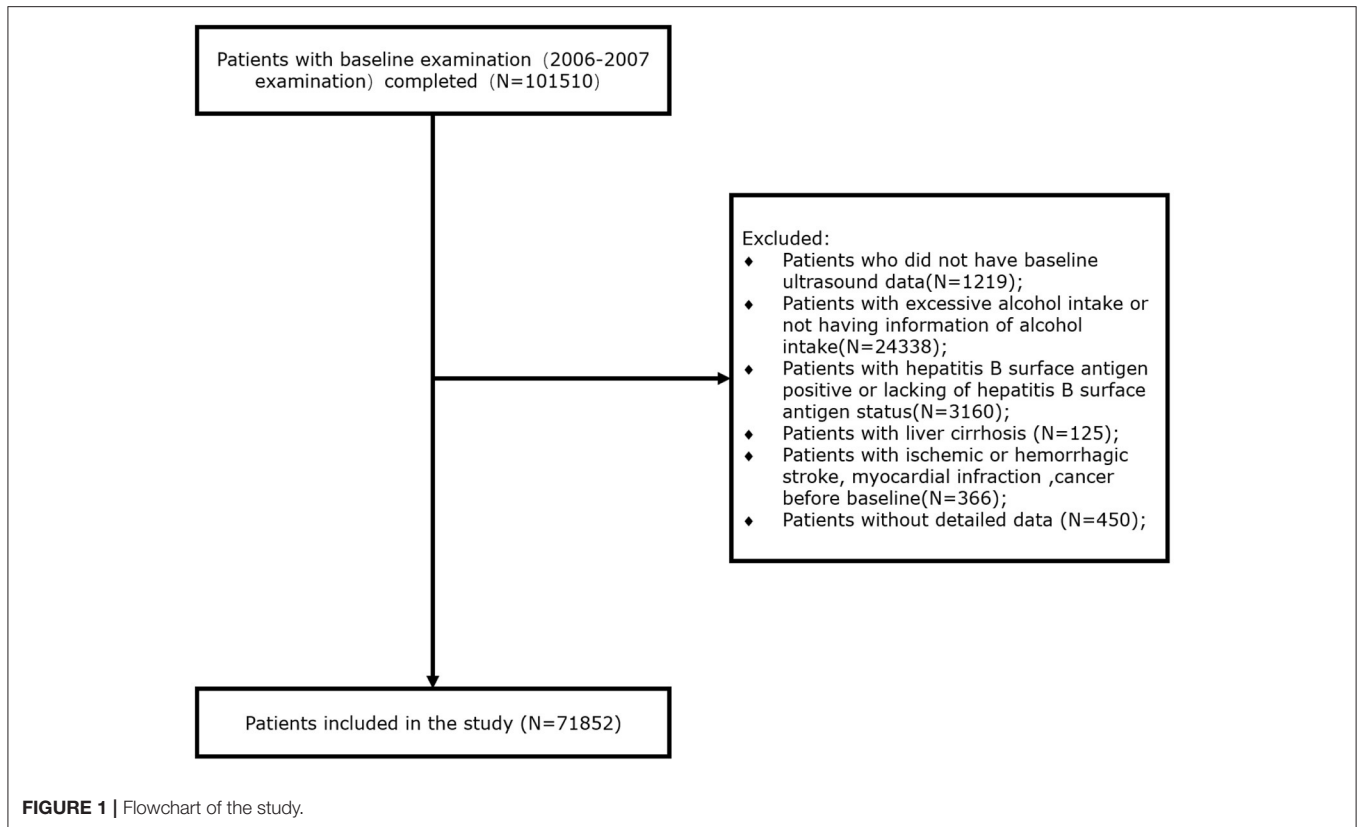 Patients with baseline examination（2006-2007
examination）completed（N=101510）
Excluded:
♦ Patients who did not have baseline
ultrasound data(N=1219);
♦ Patients with excessive alcohol intake or
not having information of alcohol
intake(N=24338);
♦ Patients with hepatitis B surface antigen
positive or lacking of hepatitis B surface
antigen status(N=3160);
♦ Patients with liver cirrhosis (N=125);
♦ Patients with ischemic or hemorrhagic
stroke, myocardial infraction ,cancer
before baseline(N=366);
♦ Patients without detailed data (N=450);
Patients included in the study (N=71852)
FIGURE 1 | Flowchart of the study.